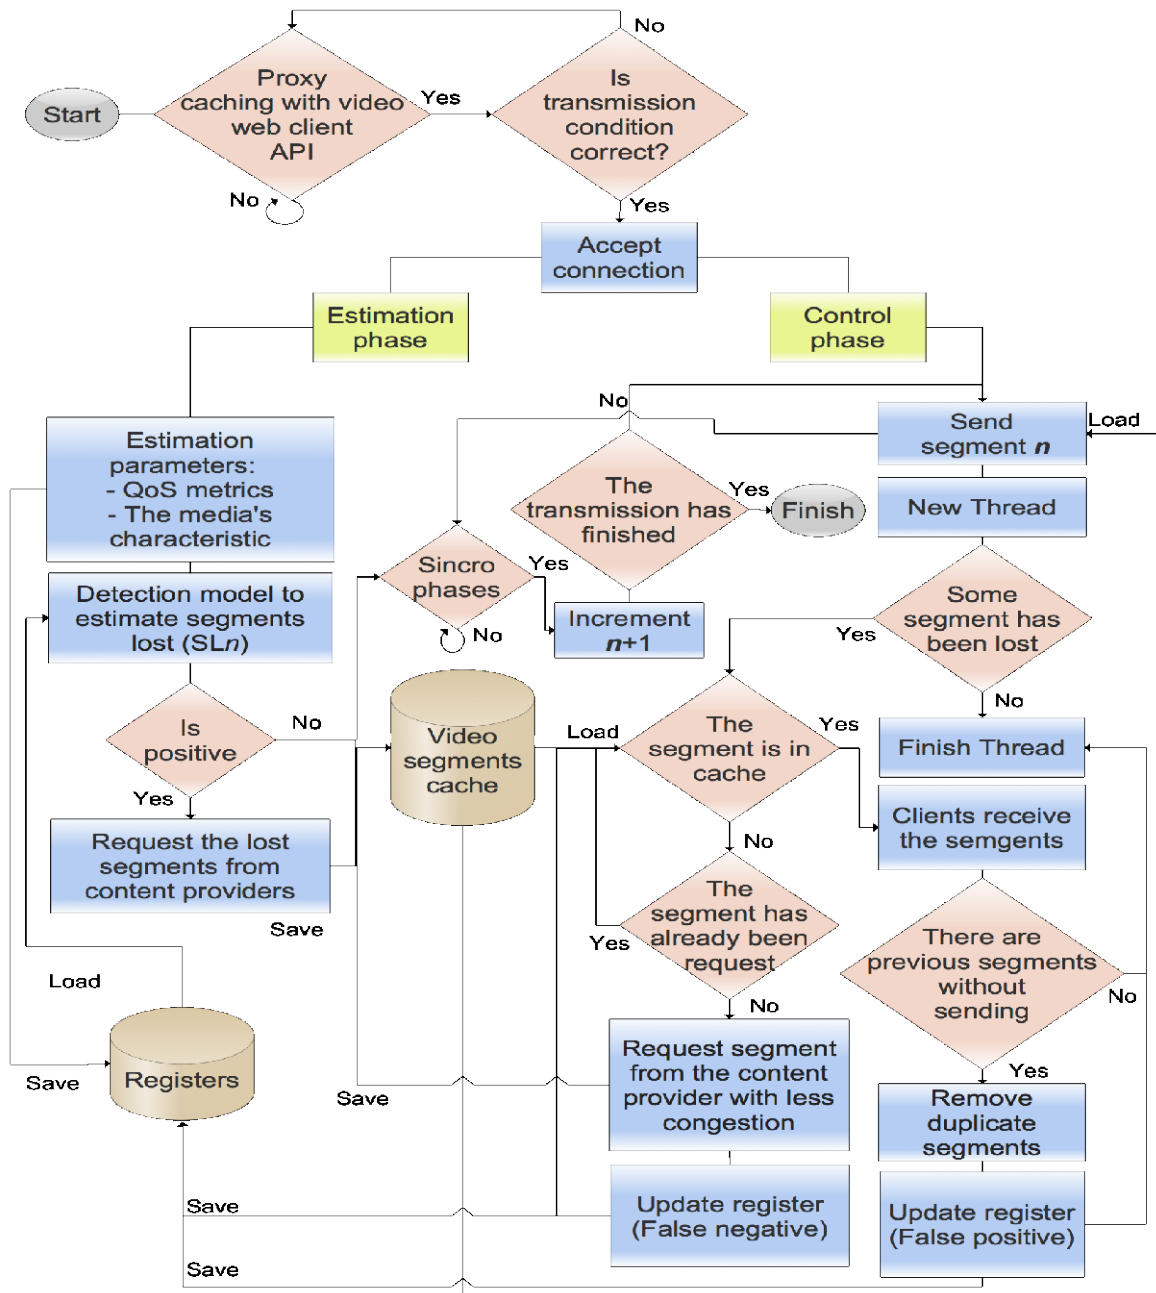 No
Proxy
caching with video
web client
API
Yes
Is
transmission
condition
correct?
Start
No
Yes
Accept
connection
Estimation
phase
Control
phase
No
Send
segment n
Load
Estimation
parameters:
- QoS metrics
- The media's
characteristic
The
transmission has
finished
Yes
Finish
New Thread
Sincro
phases
Yes
No
Increment
n+1
Detection model to
estimate segments
lost (SLn)
Some
segment has
been lost
Yes
No
Is
positive
No
Yes
Video
segments
cache
Load
The
segment is in
cache
Yes
No
Finish Thread
Clients receive
the semgents
Request the lost
segments from
content providers
Save
The
segment has
already been
request
Yes
No
There are
previous segments
without
sending
No
Yes
Load
Registers
Save
Save
Request segment
from the content
provider with less
congestion
Remove
duplicate
segments
Save
Update register
(False negative)
Update register
(False positive)
Save